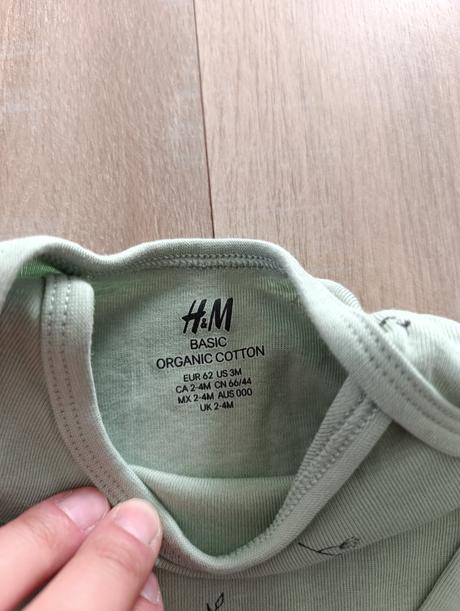 H&M
BASIC
ORGANIC COTTON
EUR 62 US 3M
CA 2-4M CN 66/44
MX 2-4M AUS 000
UK 2-4M